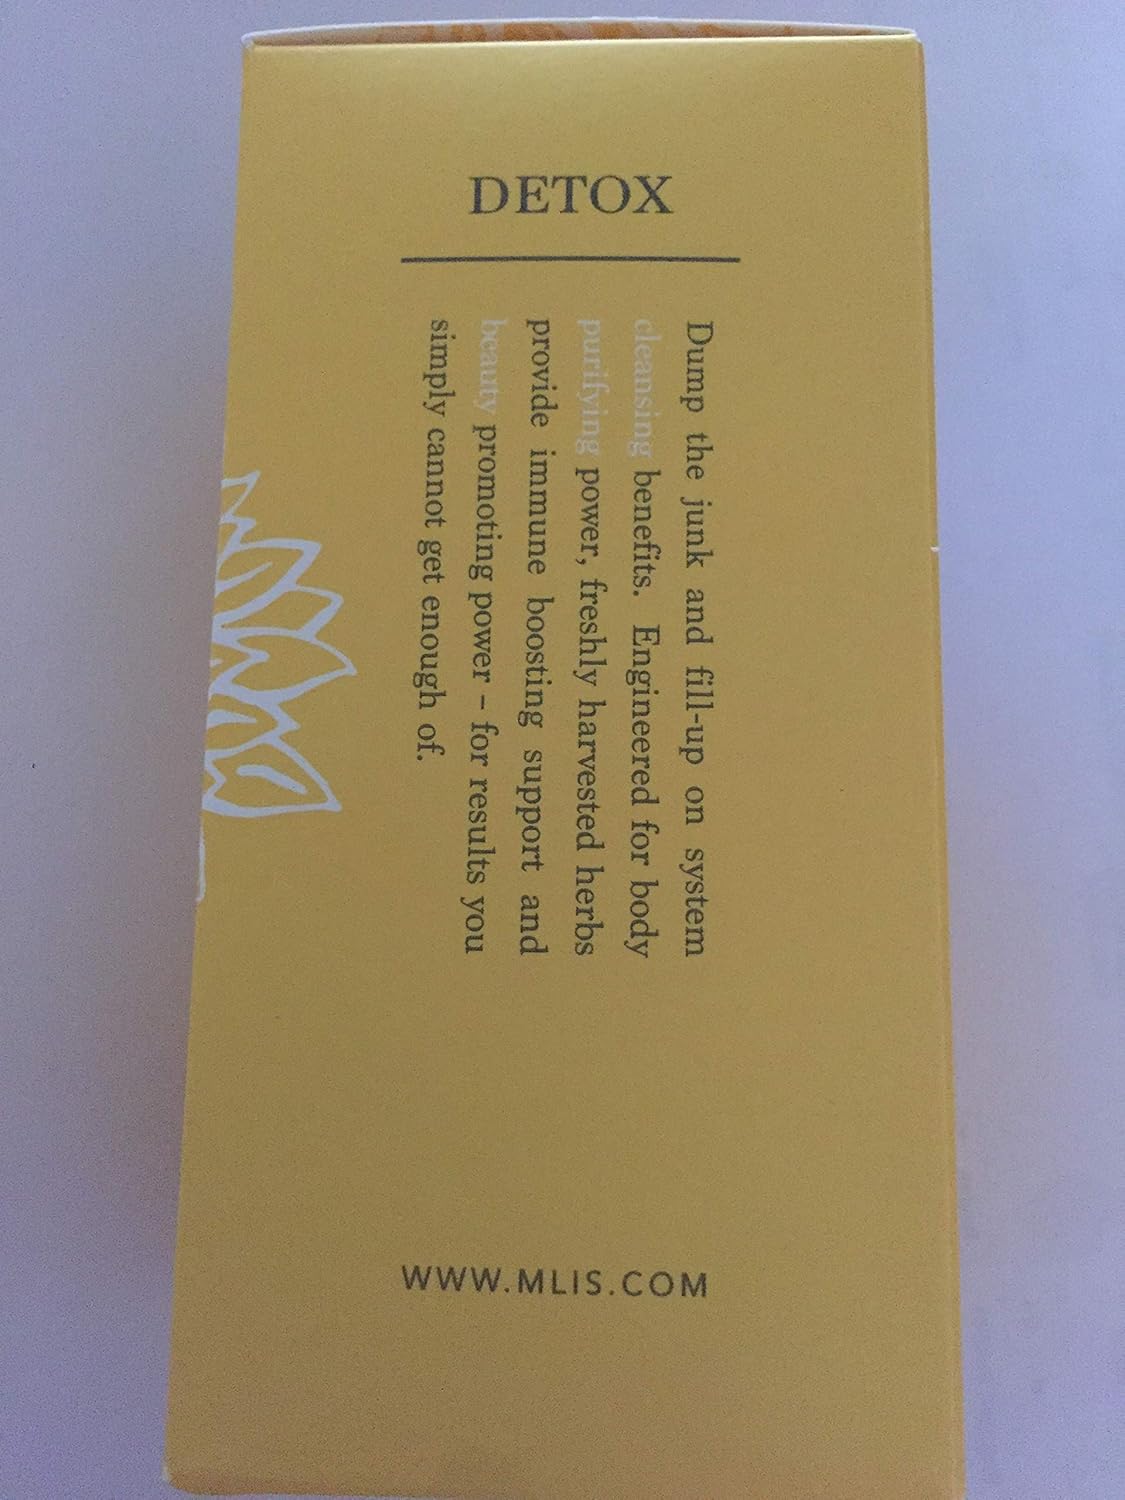 DETOX
Dump the junk and fill-up on system
cleansing benefits. Engineered for body
purifying power, freshly harvested herbs
provide immune boosting support and
beauty promoting power – for results you
simply cannot get enough of.
WWW.MLIS.COM